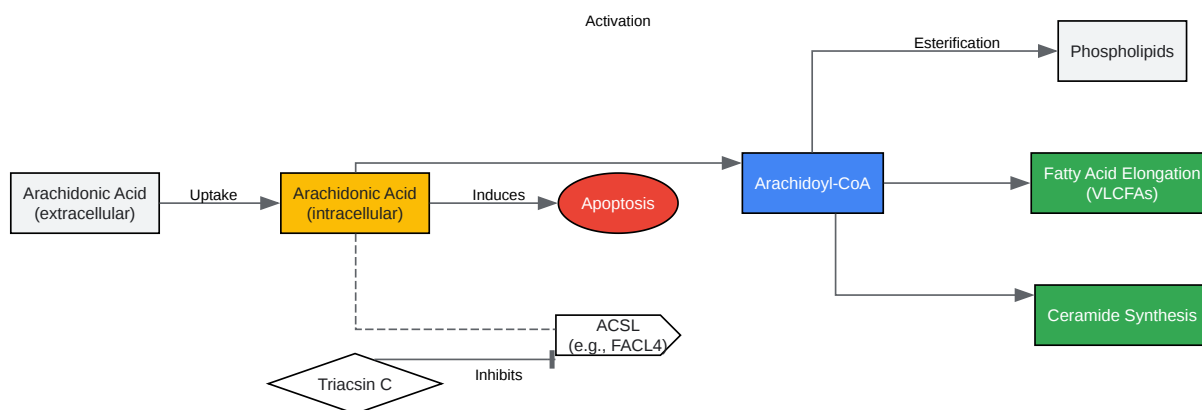 Activation
Esterification
Phospholipids
Arachidonic Acid
(extracellular)
Uptake
Arachidonic Acid
(intracellular)
Induces
Apoptosis
Arachidoyl-CoA
Fatty Acid Elongation
(VLCFAs)
Ceramide Synthesis
ACSL
(e.g., FACL4)
Triacsin C
Inhibits